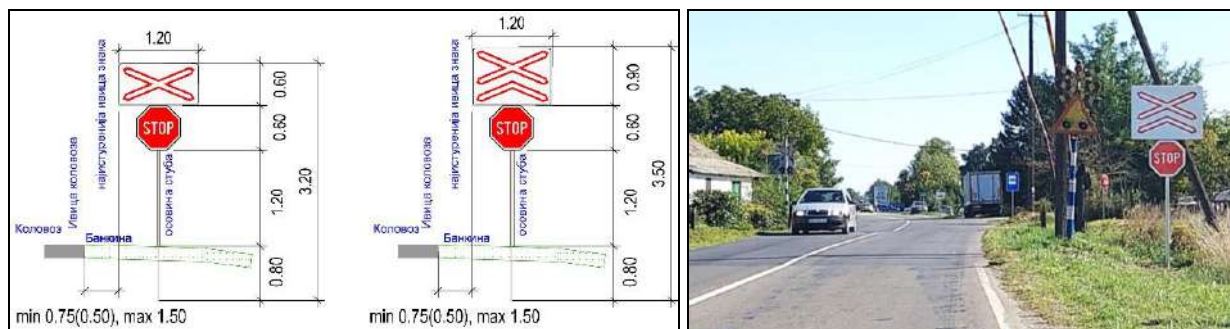 1.20
најистуренија ивица знака
Ивица коловоза
STOP
осовина стуба
0.60
0.60
1.20
0.80
3.20
Коловоз
Банкина
min 0.75(0.50), max 1.50
1.20
најистуренија ивица знака
Ивица коловоза
STOP
осовина стуба
0.90
0.60
1.20
0.80
3.50
Коловоз
Банкина
min 0.75(0.50), max 1.50
STOP